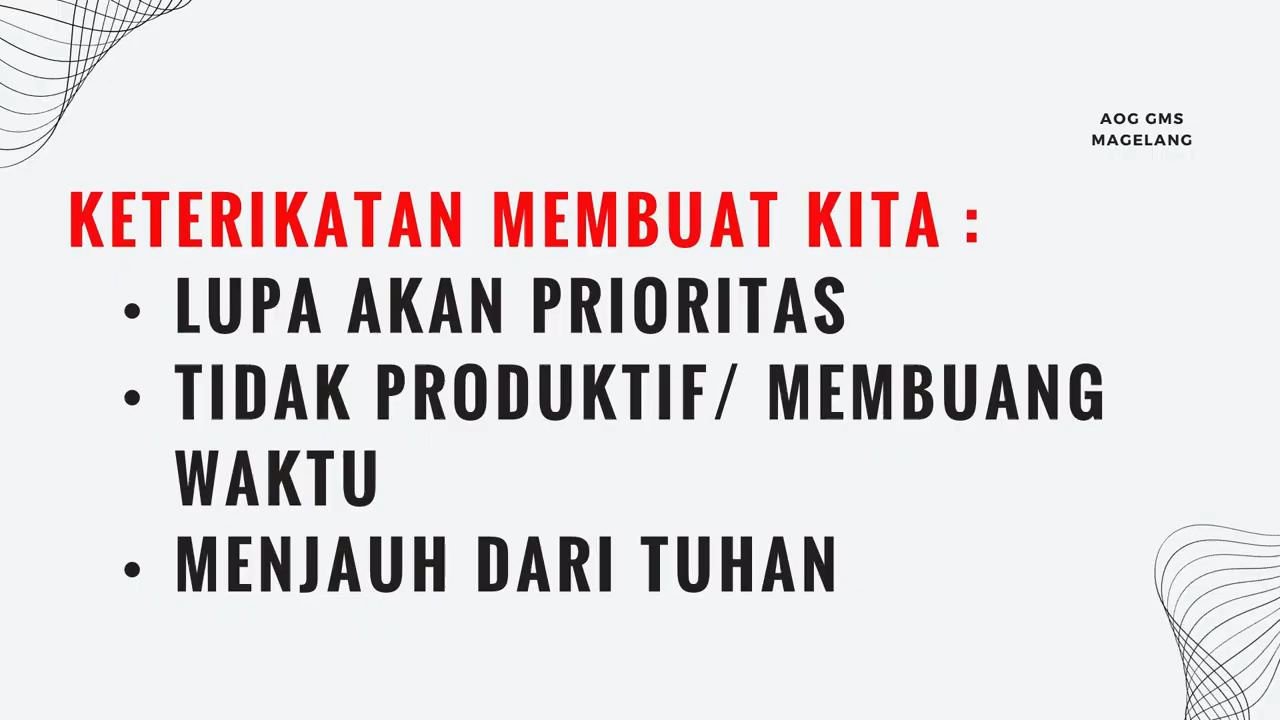 AOG GMS
MAGELANG
KETERIKATAN MEMBUAT KITA :
• LUPA AKAN PRIORITAS
• TIDAK PRODUKTIF/ MEMBUANG
WAKTU
• MENJAUH DARI TUHAN